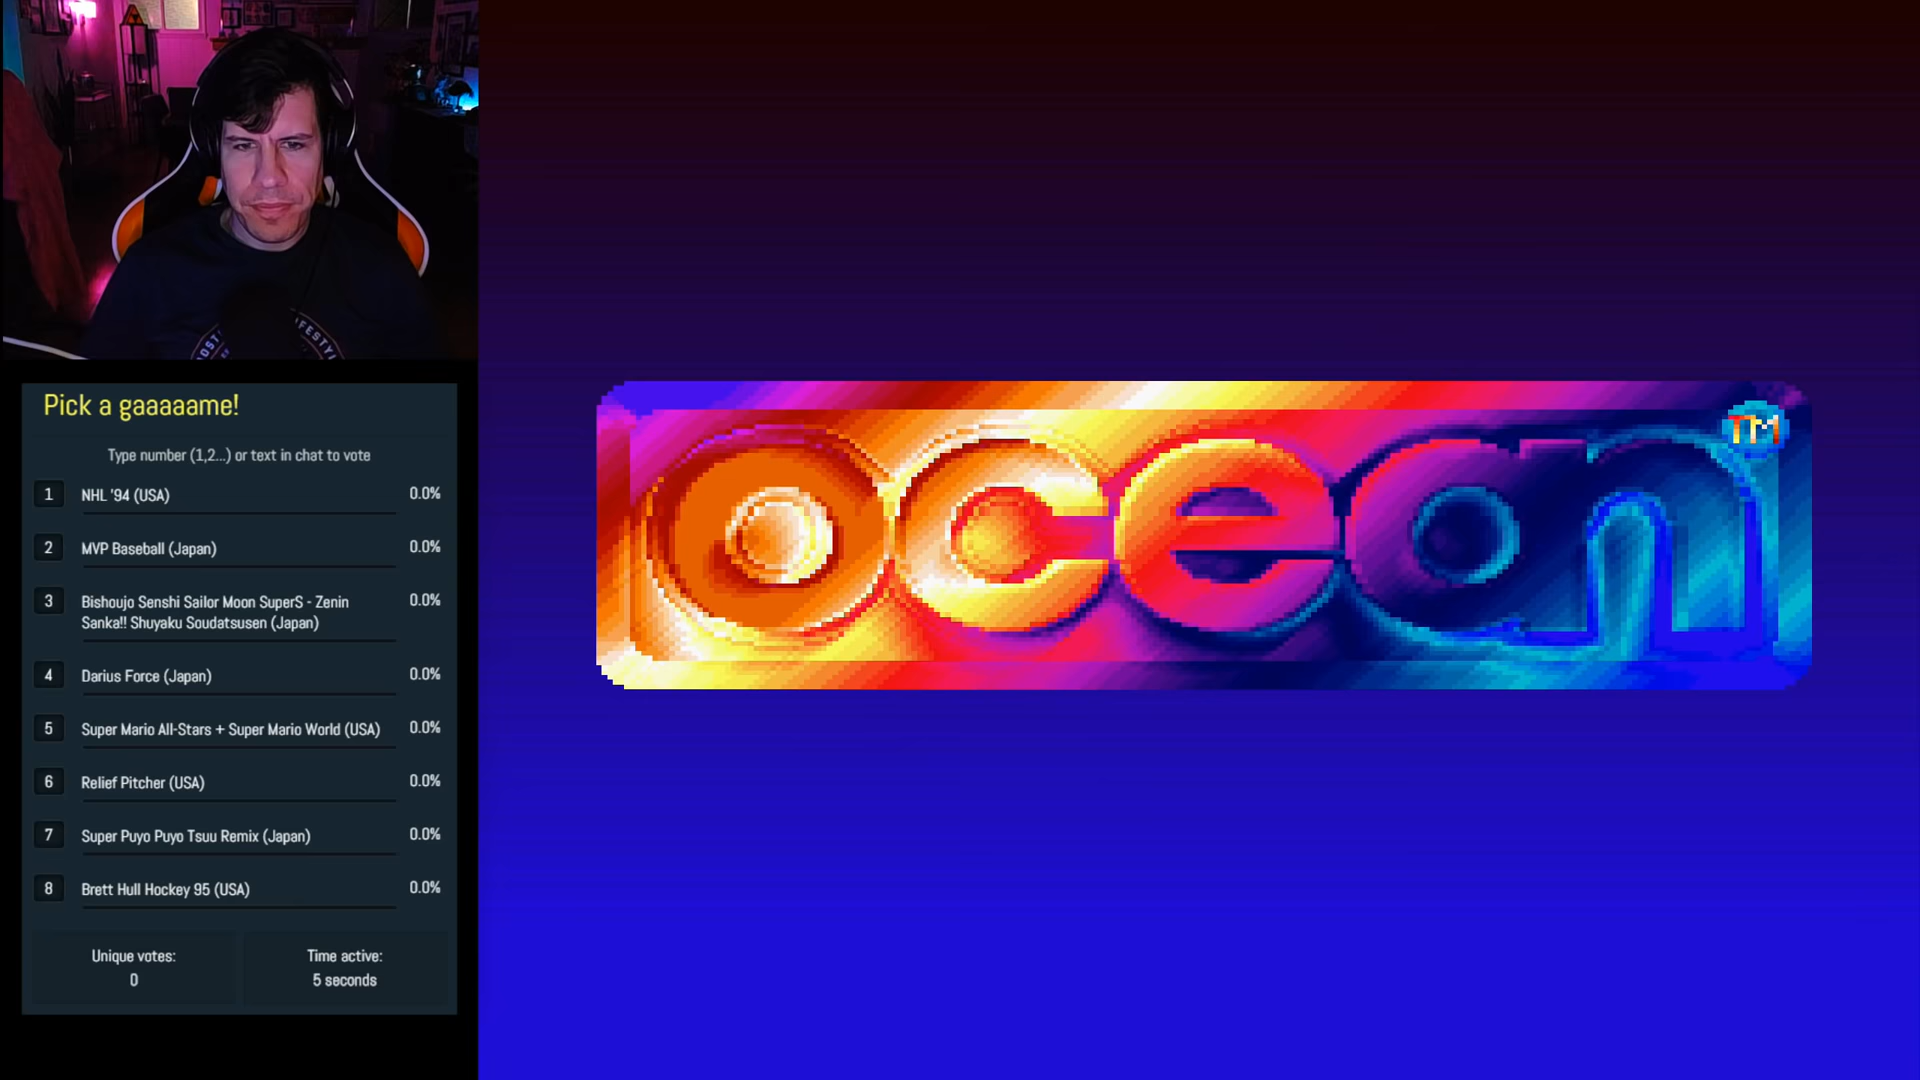 Pick a gaaaaame!
Type number (1,2...) or text in chat to vote
1 NHL '94 (USA) 0.0%
2 MVP Baseball (Japan) 0.0%
3 Bishoujo Senshi Sailor Moon SuperS - Zenin 0.0%
Sanka!! Shuyaku Soudatsusen (Japan)
4 Darius Force (Japan) 0.0%
5 Super Mario All-Stars + Super Mario World (USA) 0.0%
6 Relief Pitcher (USA) 0.0%
7 Super Puyo Puyo Tsuu Remix (Japan) 0.0%
8 Brett Hull Hockey 95 (USA) 0.0%
Unique votes:
0
Time active:
5 seconds
ocean TM